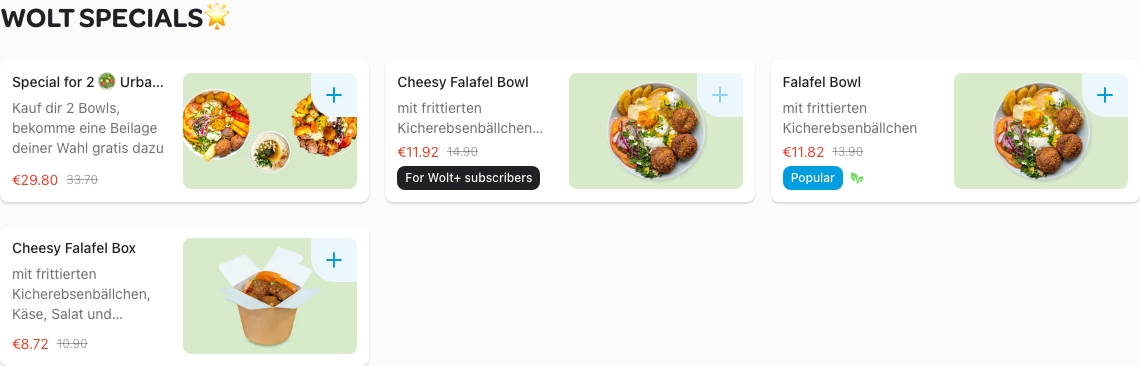 WOLT SPECIALS🌟
Special for 2 🥗 Urba...
Kauf dir 2 Bowls,
bekomme eine Beilage
deiner Wahl gratis dazu
€29.80 33.70
Cheesy Falafel Bowl
mit frittierten
Kicherebsenbällchen...
€11.92 14.90
For Wolt+ subscribers
Falafel Bowl
mit frittierten
Kicherebsenbällchen
€11.82 13.90
Popular
Cheesy Falafel Box
mit frittierten
Kicherebsenbällchen,
Käse, Salat und...
€8.72 10.90